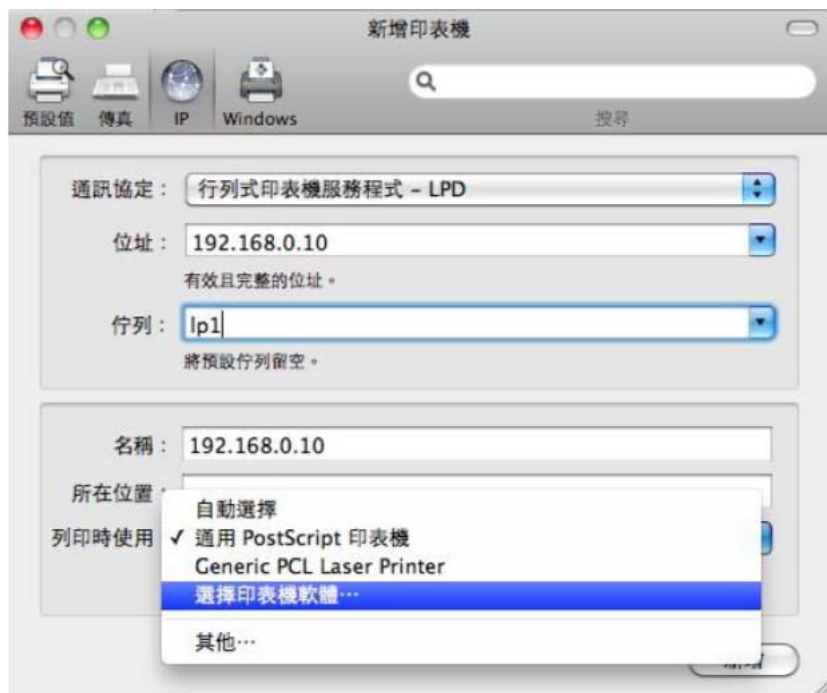 新增印表機
預設值 傳真 IP Windows 搜尋
通訊協定： 行列式印表機服務程式 – LPD
位址： 192.168.0.10
有效且完整的位址。
佇列： lp1
將預設佇列留空。
名稱： 192.168.0.10
所在位置：
自動選擇
列印時使用 ✓ 通用 PostScript 印表機
Generic PCL Laser Printer
選擇印表機軟體…
其他…